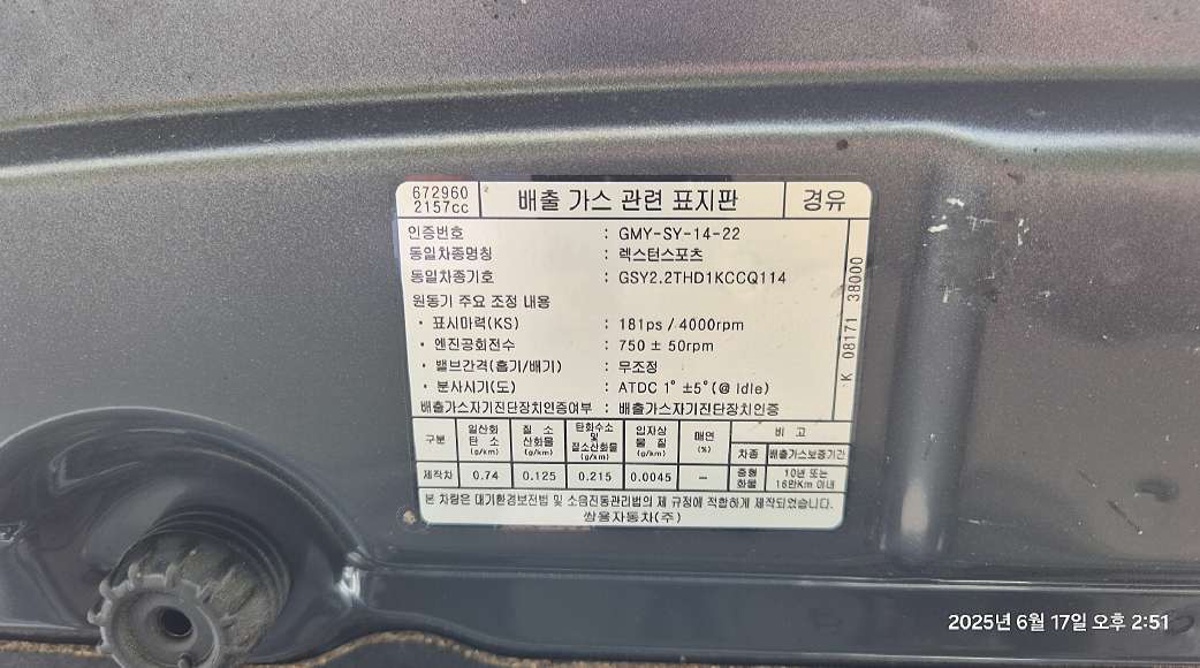 672960
2157cc
배출 가스 관련 표지판
경유
인증번호 : GMY-SY-14-22
동일차종명칭 : 렉스턴스포츠
동일차종기호 : GSY2.2THD1KCCQ114
원동기 주요 조정 내용
· 표시마력(KS) : 181ps / 4000rpm
· 엔진공회전수 : 750 ± 50rpm
· 밸브간격(흡기/배기) : 무조정
· 분사시기(도) : ATDC 1° ±5°(@ idle)
배출가스자기진단장치인증여부 : 배출가스자기진단장치인증
K 08171 38000
구분 일산화탄소 (g/km) 질소산화물 (g/km) 탄화수소 및 질소산화물 (g/km) 입자상물질 (g/km) 매연 (%) 비고
차종 배출가스보증기간
제작차 0.74 0.125 0.215 0.0045 – 중형화물 10년 또는 16만Km 이내
본 차량은 대기환경보전법 및 소음진동관리법의 제 규정에 적합하게 제작되었습니다.
쌍용자동차(주)
2025년 6월 17일 오후 2:51